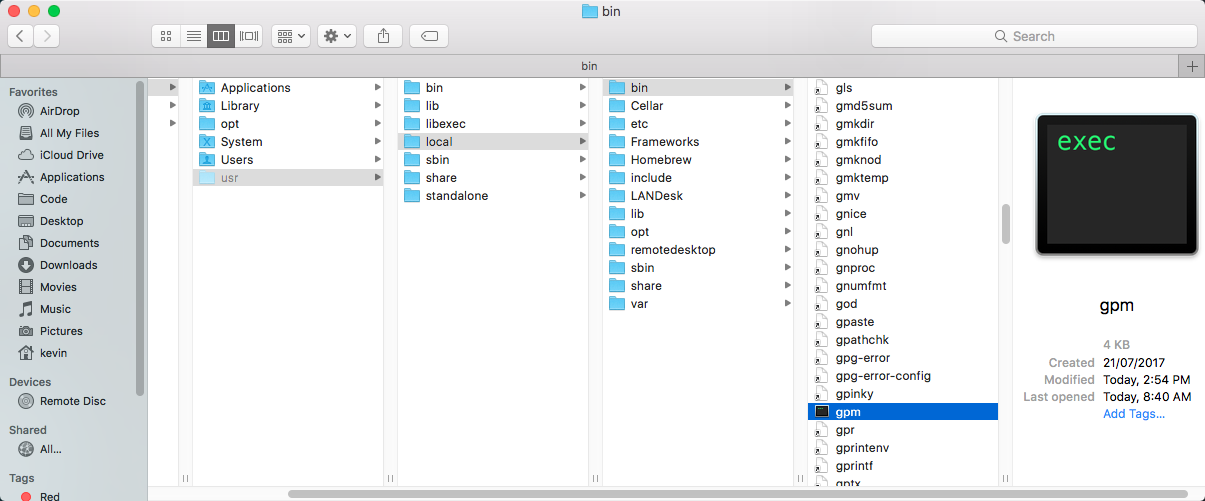 bin
Search
bin
Favorites
AirDrop
All My Files
iCloud Drive
Applications
Code
Desktop
Documents
Downloads
Movies
Music
Pictures
kevin
Devices
Remote Disc
Shared
All...
Tags
Red
Applications
Library
opt
System
Users
usr
bin
lib
libexec
local
sbin
share
standalone
bin
Cellar
etc
Frameworks
Homebrew
include
LANDesk
lib
opt
remotedesktop
sbin
share
var
gls
gmd5sum
gmkdir
gmkfifo
gmknod
gmktemp
gmv
gnice
gnl
gnohup
gnproc
gnumfmt
god
gpaste
gpathchk
gpg-error
gpg-error-config
gpinky
gpm
gpr
gprintenv
gprintf
gptx
exec
gpm
4 KB
Created 21/07/2017
Modified Today, 2:54 PM
Last opened Today, 8:40 AM
Add Tags...